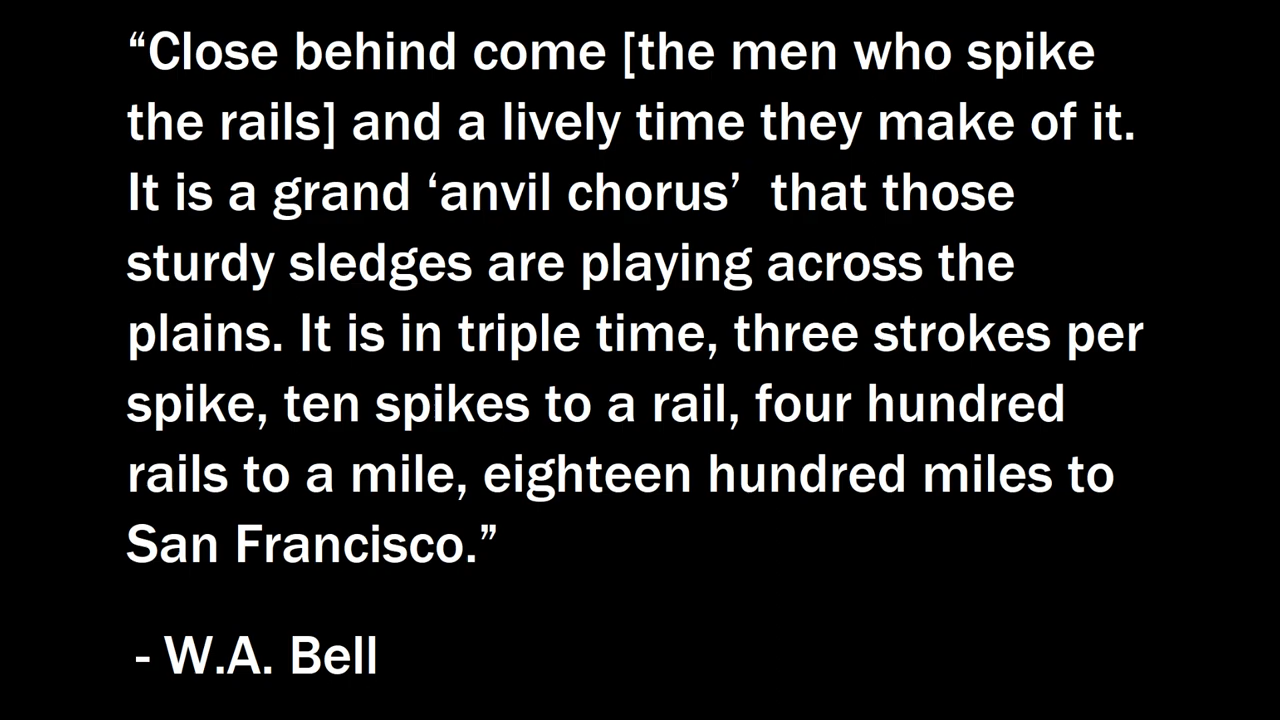 “Close behind come [the men who spike
the rails] and a lively time they make of it.
It is a grand ‘anvil chorus’  that those
sturdy sledges are playing across the
plains. It is in triple time, three strokes per
spike, ten spikes to a rail, four hundred
rails to a mile, eighteen hundred miles to
San Francisco.”
- W.A. Bell